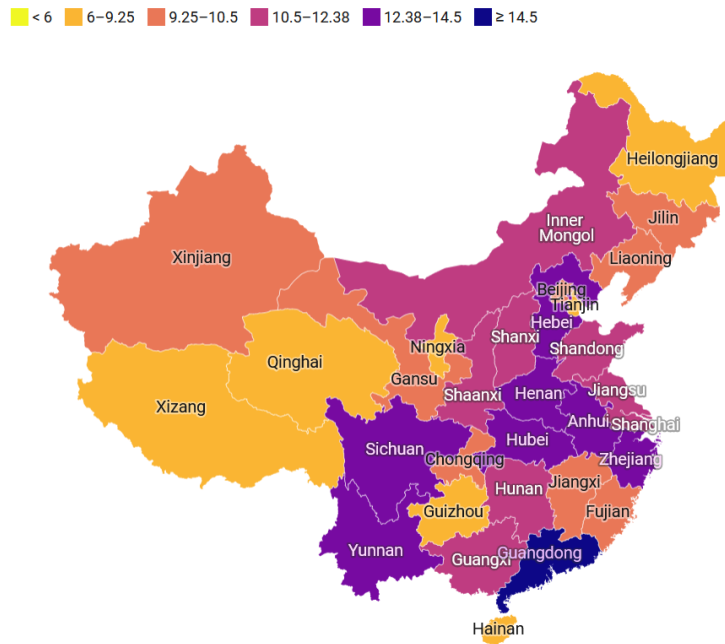 < 6 6–9.25 9.25–10.5 10.5–12.38 12.38–14.5 ≥ 14.5
Heilongjiang
Jilin
Inner
Mongol
Xinjiang
Liaoning
Beijing
Tianjin
Hebei
Shanxi
Ningxia
Shandong
Qinghai
Gansu
Shaanxi
Henan
Jiangsu
Xizang
Anhui
Shanghai
Sichuan
Hubei
Chongqing
Zhejiang
Hunan
Jiangxi
Guizhou
Fujian
Yunnan
Guangxi
Guangdong
Hainan